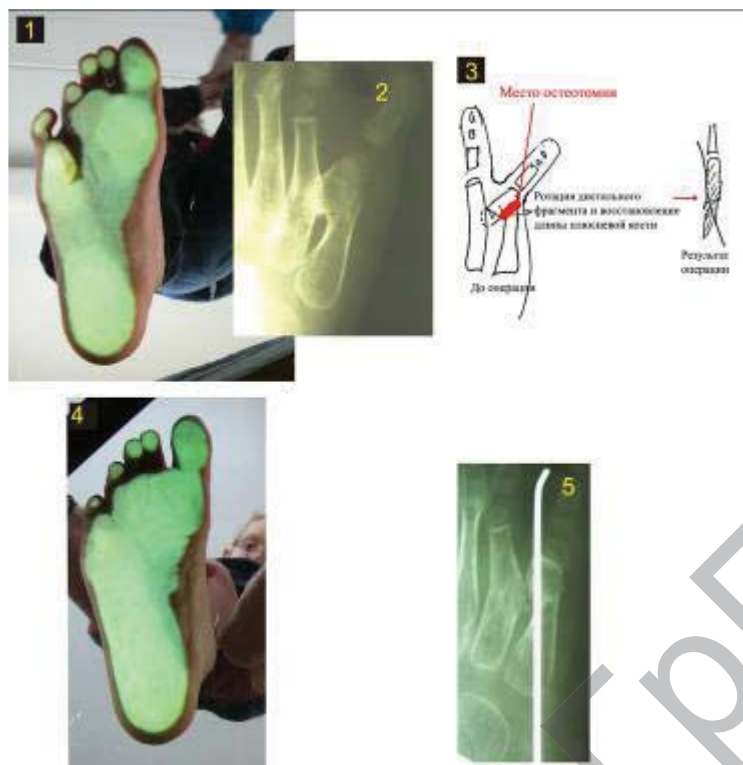 1
2
3
Место остеотомии
Ротация дистального
фрагмента и восстановление
длины плюсневой кости
До операции
Результат
операции
4
5